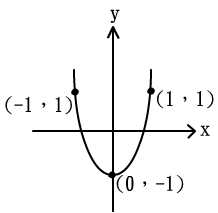 y
(-1 , 1)
(1 , 1)
x
(0 , -1)